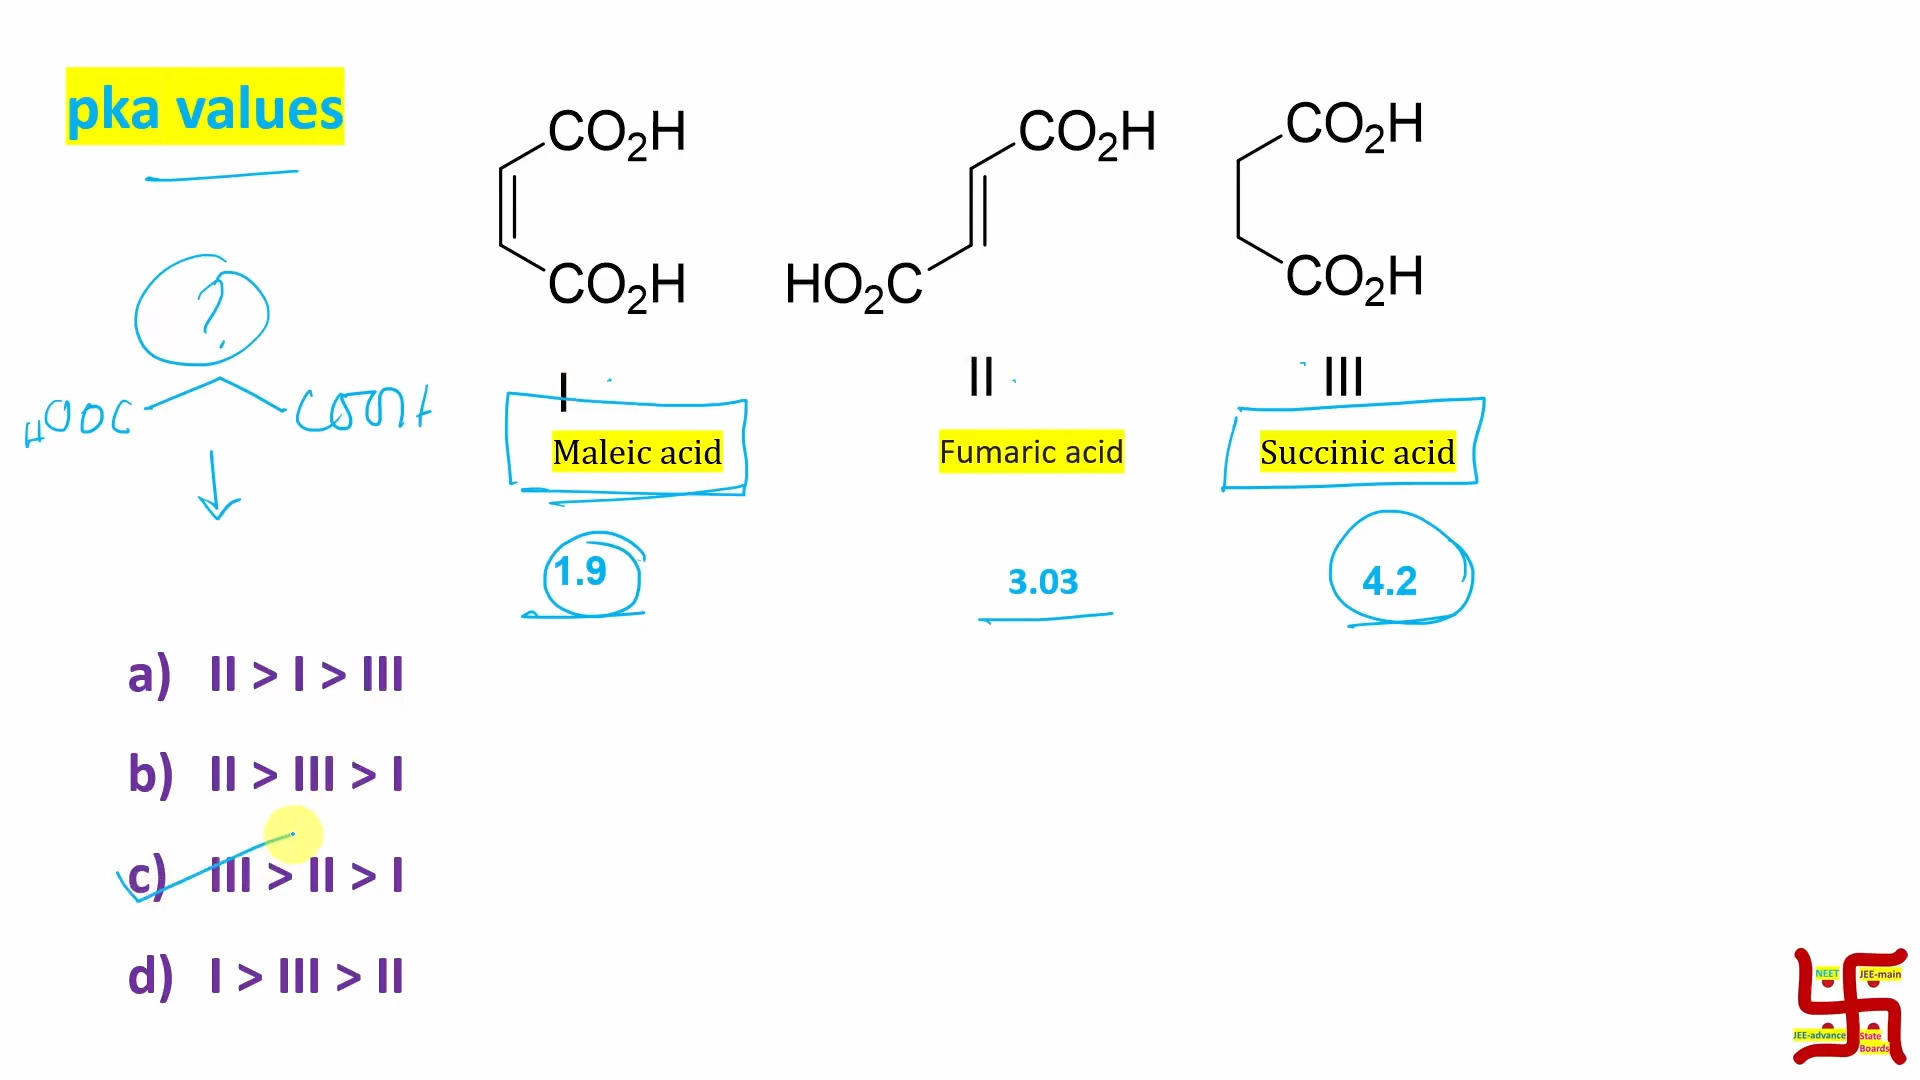 pka values
CO2H
CO2H
CO2H
CO2H
HO2C
CO2H
?
I
II
III
HOOC
COOH
Maleic acid
Fumaric acid
Succinic acid
1.9
3.03
4.2
a) II > I > III
b) II > III > I
c) III > II > I
d) I > III > II
NEET
JEE-main
JEE-advance
State
Boards